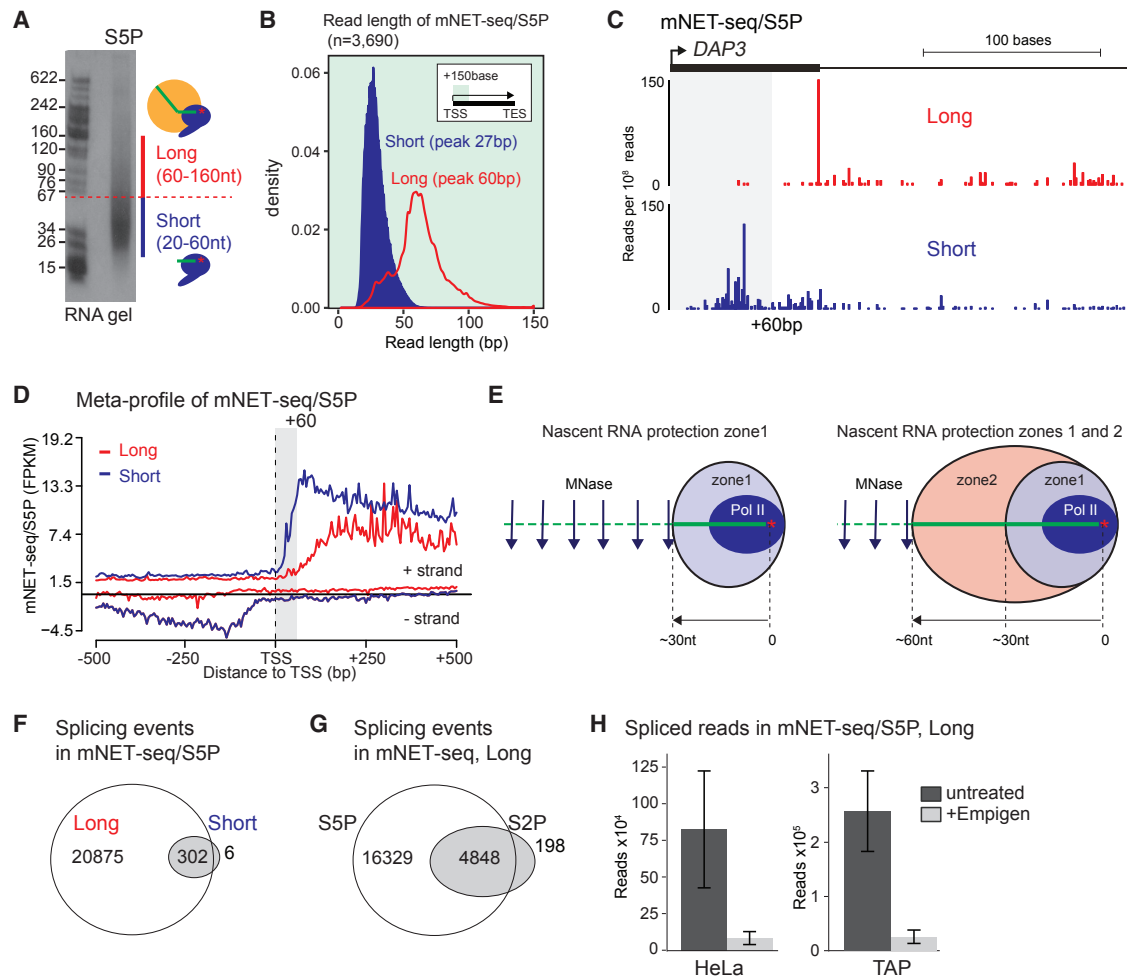 A
S5P
622
242
160
120
90
76
67
34
26
15
Long
(60-160nt)
Short
(20-60nt)
RNA gel
B
Read length of mNET-seq/S5P
(n=3,690)
0.06
0.04
0.02
0.00
density
+150base
TSS TES
Short (peak 27bp)
Long (peak 60bp)
0 50 100 150
Read length (bp)
C
mNET-seq/S5P
DAP3
100 bases
150
0
Long
Reads per 10⁸ reads
150
0
Short
+60bp
D
Meta-profile of mNET-seq/S5P
+60
19.2
13.3
7.4
1.5
−4.5
mNET-seq/S5P (FPKM)
Long
Short
+ strand
- strand
-500 -250 TSS +250 +500
Distance to TSS (bp)
E
Nascent RNA protection zone1
MNase
zone1
Pol II
*
~30nt 0
Nascent RNA protection zones 1 and 2
MNase
zone2
zone1
Pol II
*
~60nt ~30nt 0
F
Splicing events
in mNET-seq/S5P
Long Short
20875 302 6
G
Splicing events
in mNET-seq, Long
S5P S2P
16329 4848 198
H
Spliced reads in mNET-seq/S5P, Long
Reads x10⁴
125
100
75
50
25
0
HeLa
Reads x10⁵
3
2
1
0
TAP
untreated
+Empigen